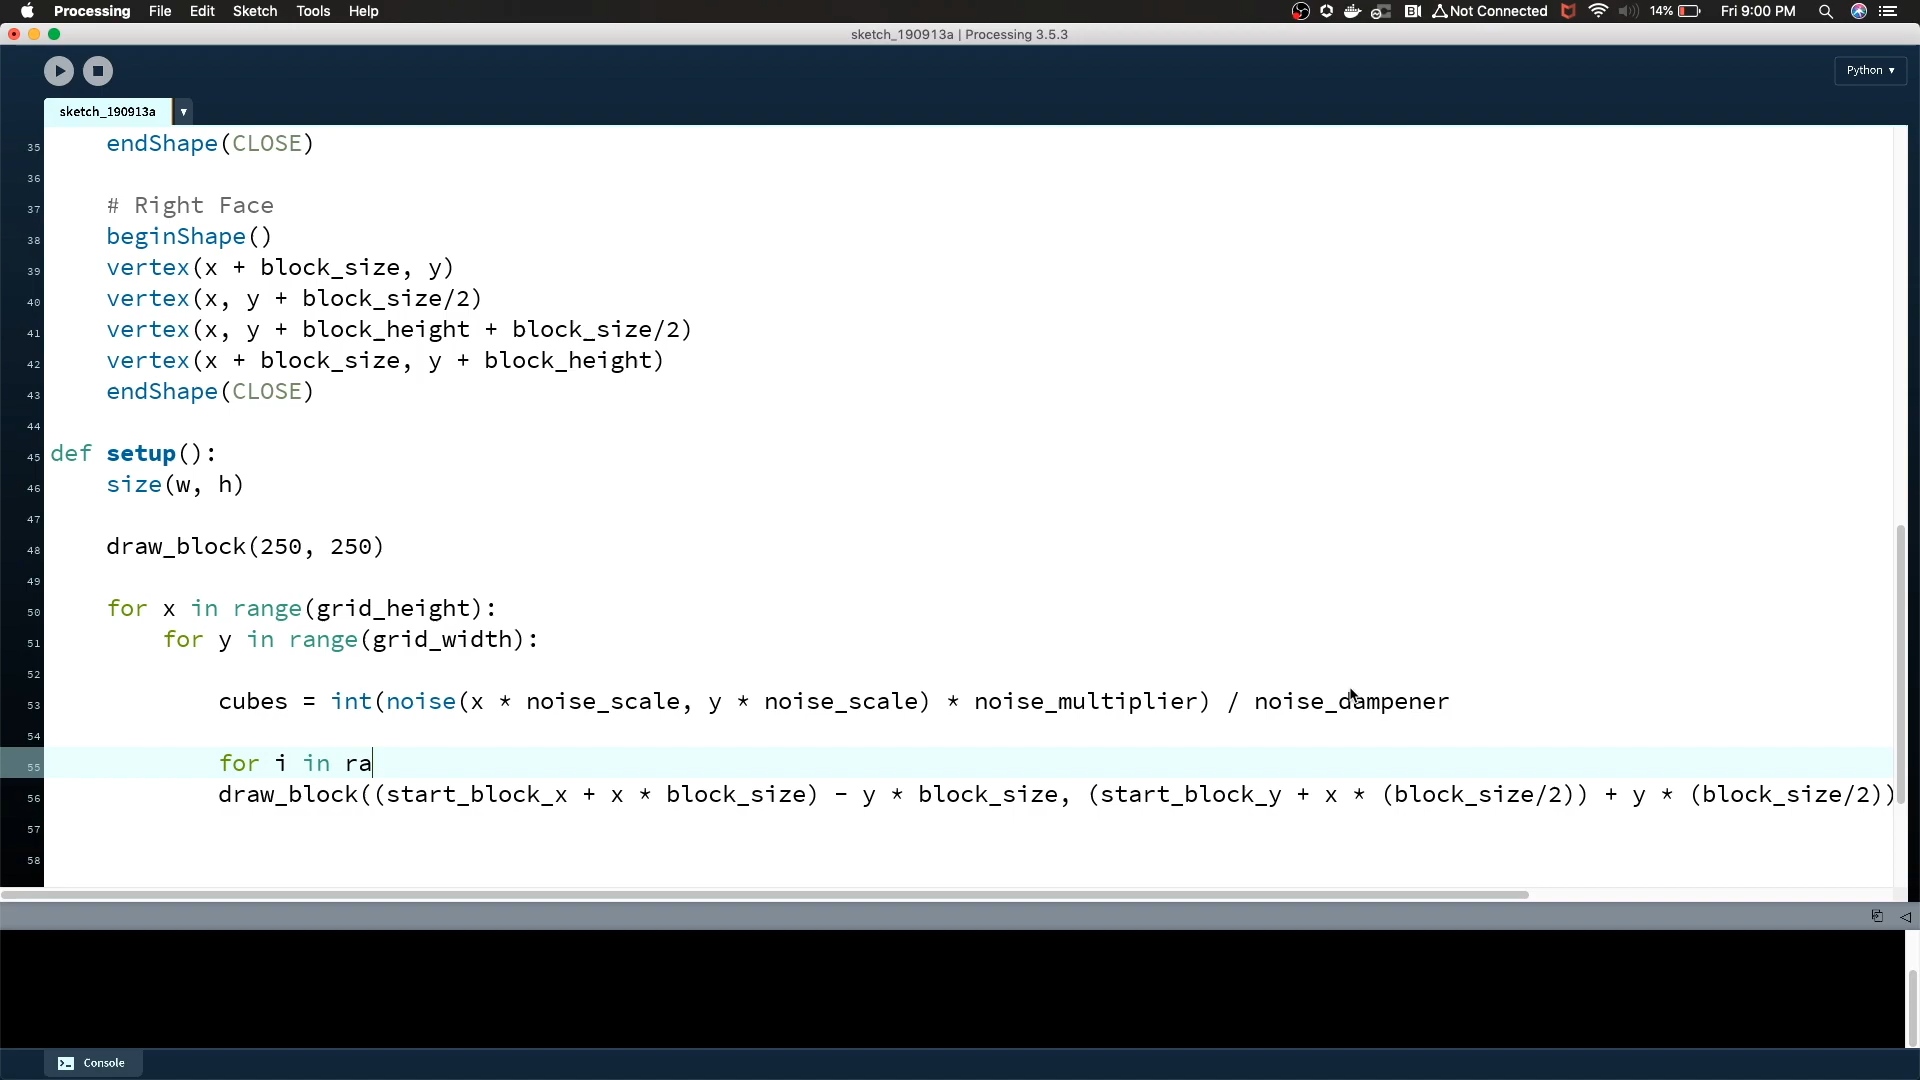 Processing File Edit Sketch Tools Help Not Connected 14% Fri 9:00 PM
sketch_190913a | Processing 3.5.3
Python ▾
sketch_190913a ▾
35 endShape(CLOSE)
36
37 # Right Face
38 beginShape()
39 vertex(x + block_size, y)
40 vertex(x, y + block_size/2)
41 vertex(x, y + block_height + block_size/2)
42 vertex(x + block_size, y + block_height)
43 endShape(CLOSE)
44
45 def setup():
46 size(w, h)
47
48 draw_block(250, 250)
49
50 for x in range(grid_height):
51 for y in range(grid_width):
52
53 cubes = int(noise(x * noise_scale, y * noise_scale) * noise_multiplier) / noise_dampener
54
55 for i in ra
56 draw_block((start_block_x + x * block_size) - y * block_size, (start_block_y + x * (block_size/2)) + y * (block_size/2))
57
58
Console